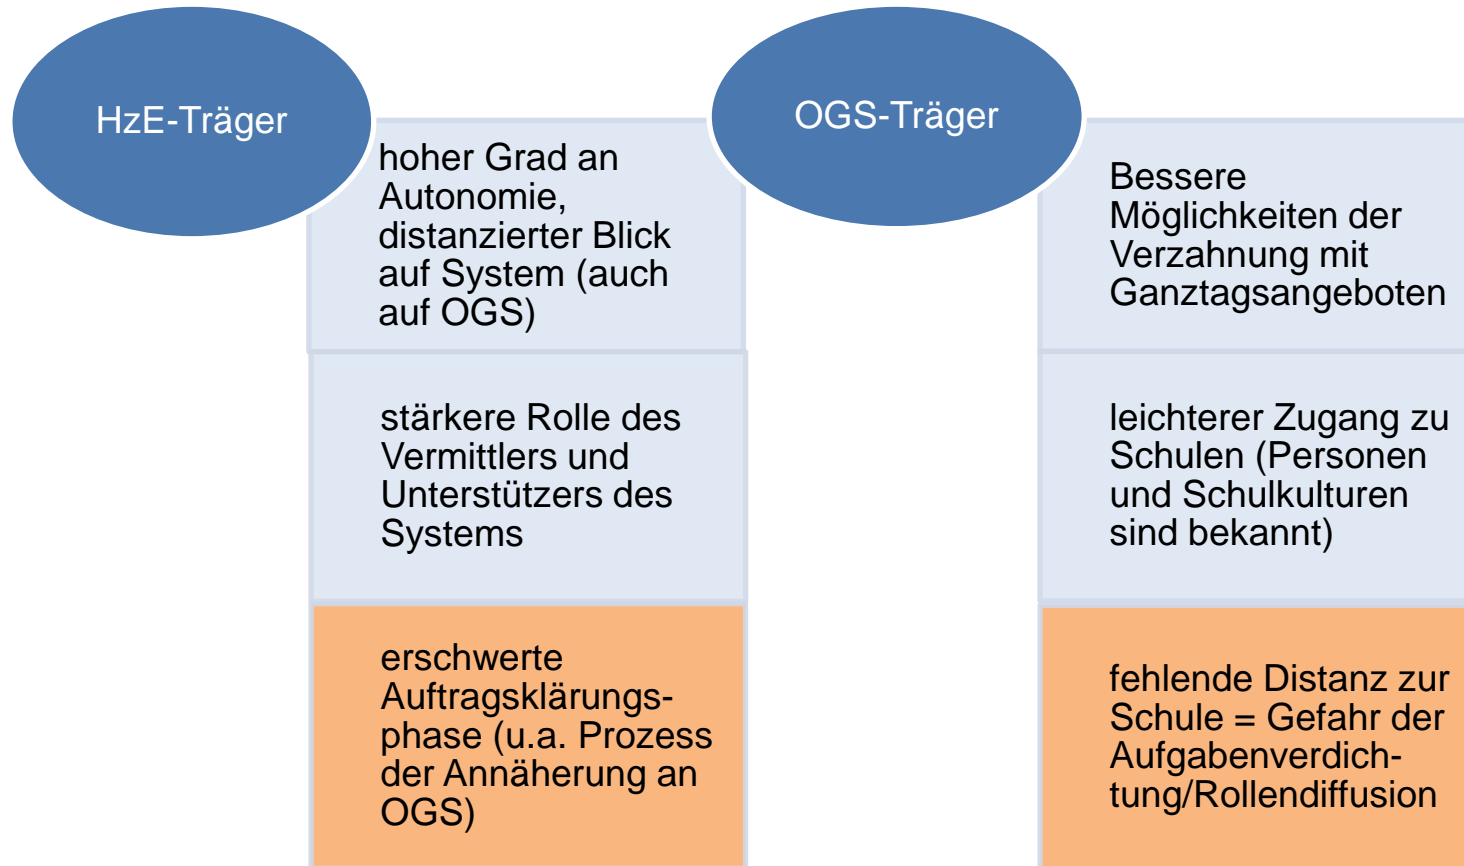 HzE-Träger
hoher Grad an
Autonomie,
distanzierter Blick
auf System (auch
auf OGS)
stärkere Rolle des
Vermittlers und
Unterstützers des
Systems
erschwerte
Auftragsklärungs-
phase (u.a. Prozess
der Annäherung an
OGS)
OGS-Träger
Bessere
Möglichkeiten der
Verzahnung mit
Ganztagsangeboten
leichterer Zugang zu
Schulen (Personen
und Schulkulturen
sind bekannt)
fehlende Distanz zur
Schule = Gefahr der
Aufgabenverdich-
tung/Rollendiffusion